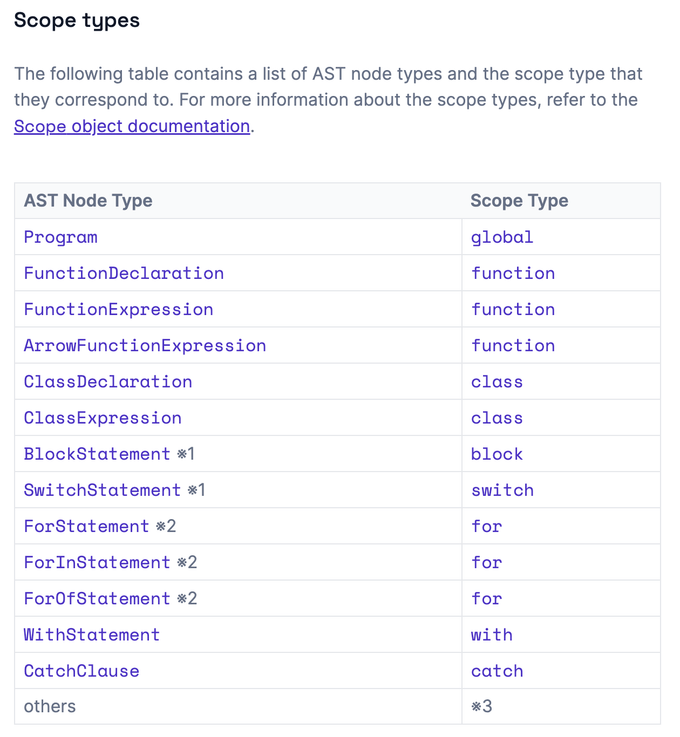 Scope types
The following table contains a list of AST node types and the scope type that
they correspond to. For more information about the scope types, refer to the
Scope object documentation.
AST Node Type Scope Type
Program global
FunctionDeclaration function
FunctionExpression function
ArrowFunctionExpression function
ClassDeclaration class
ClassExpression class
BlockStatement ※1 block
SwitchStatement ※1 switch
ForStatement ※2 for
ForInStatement ※2 for
ForOfStatement ※2 for
WithStatement with
CatchClause catch
others ※3